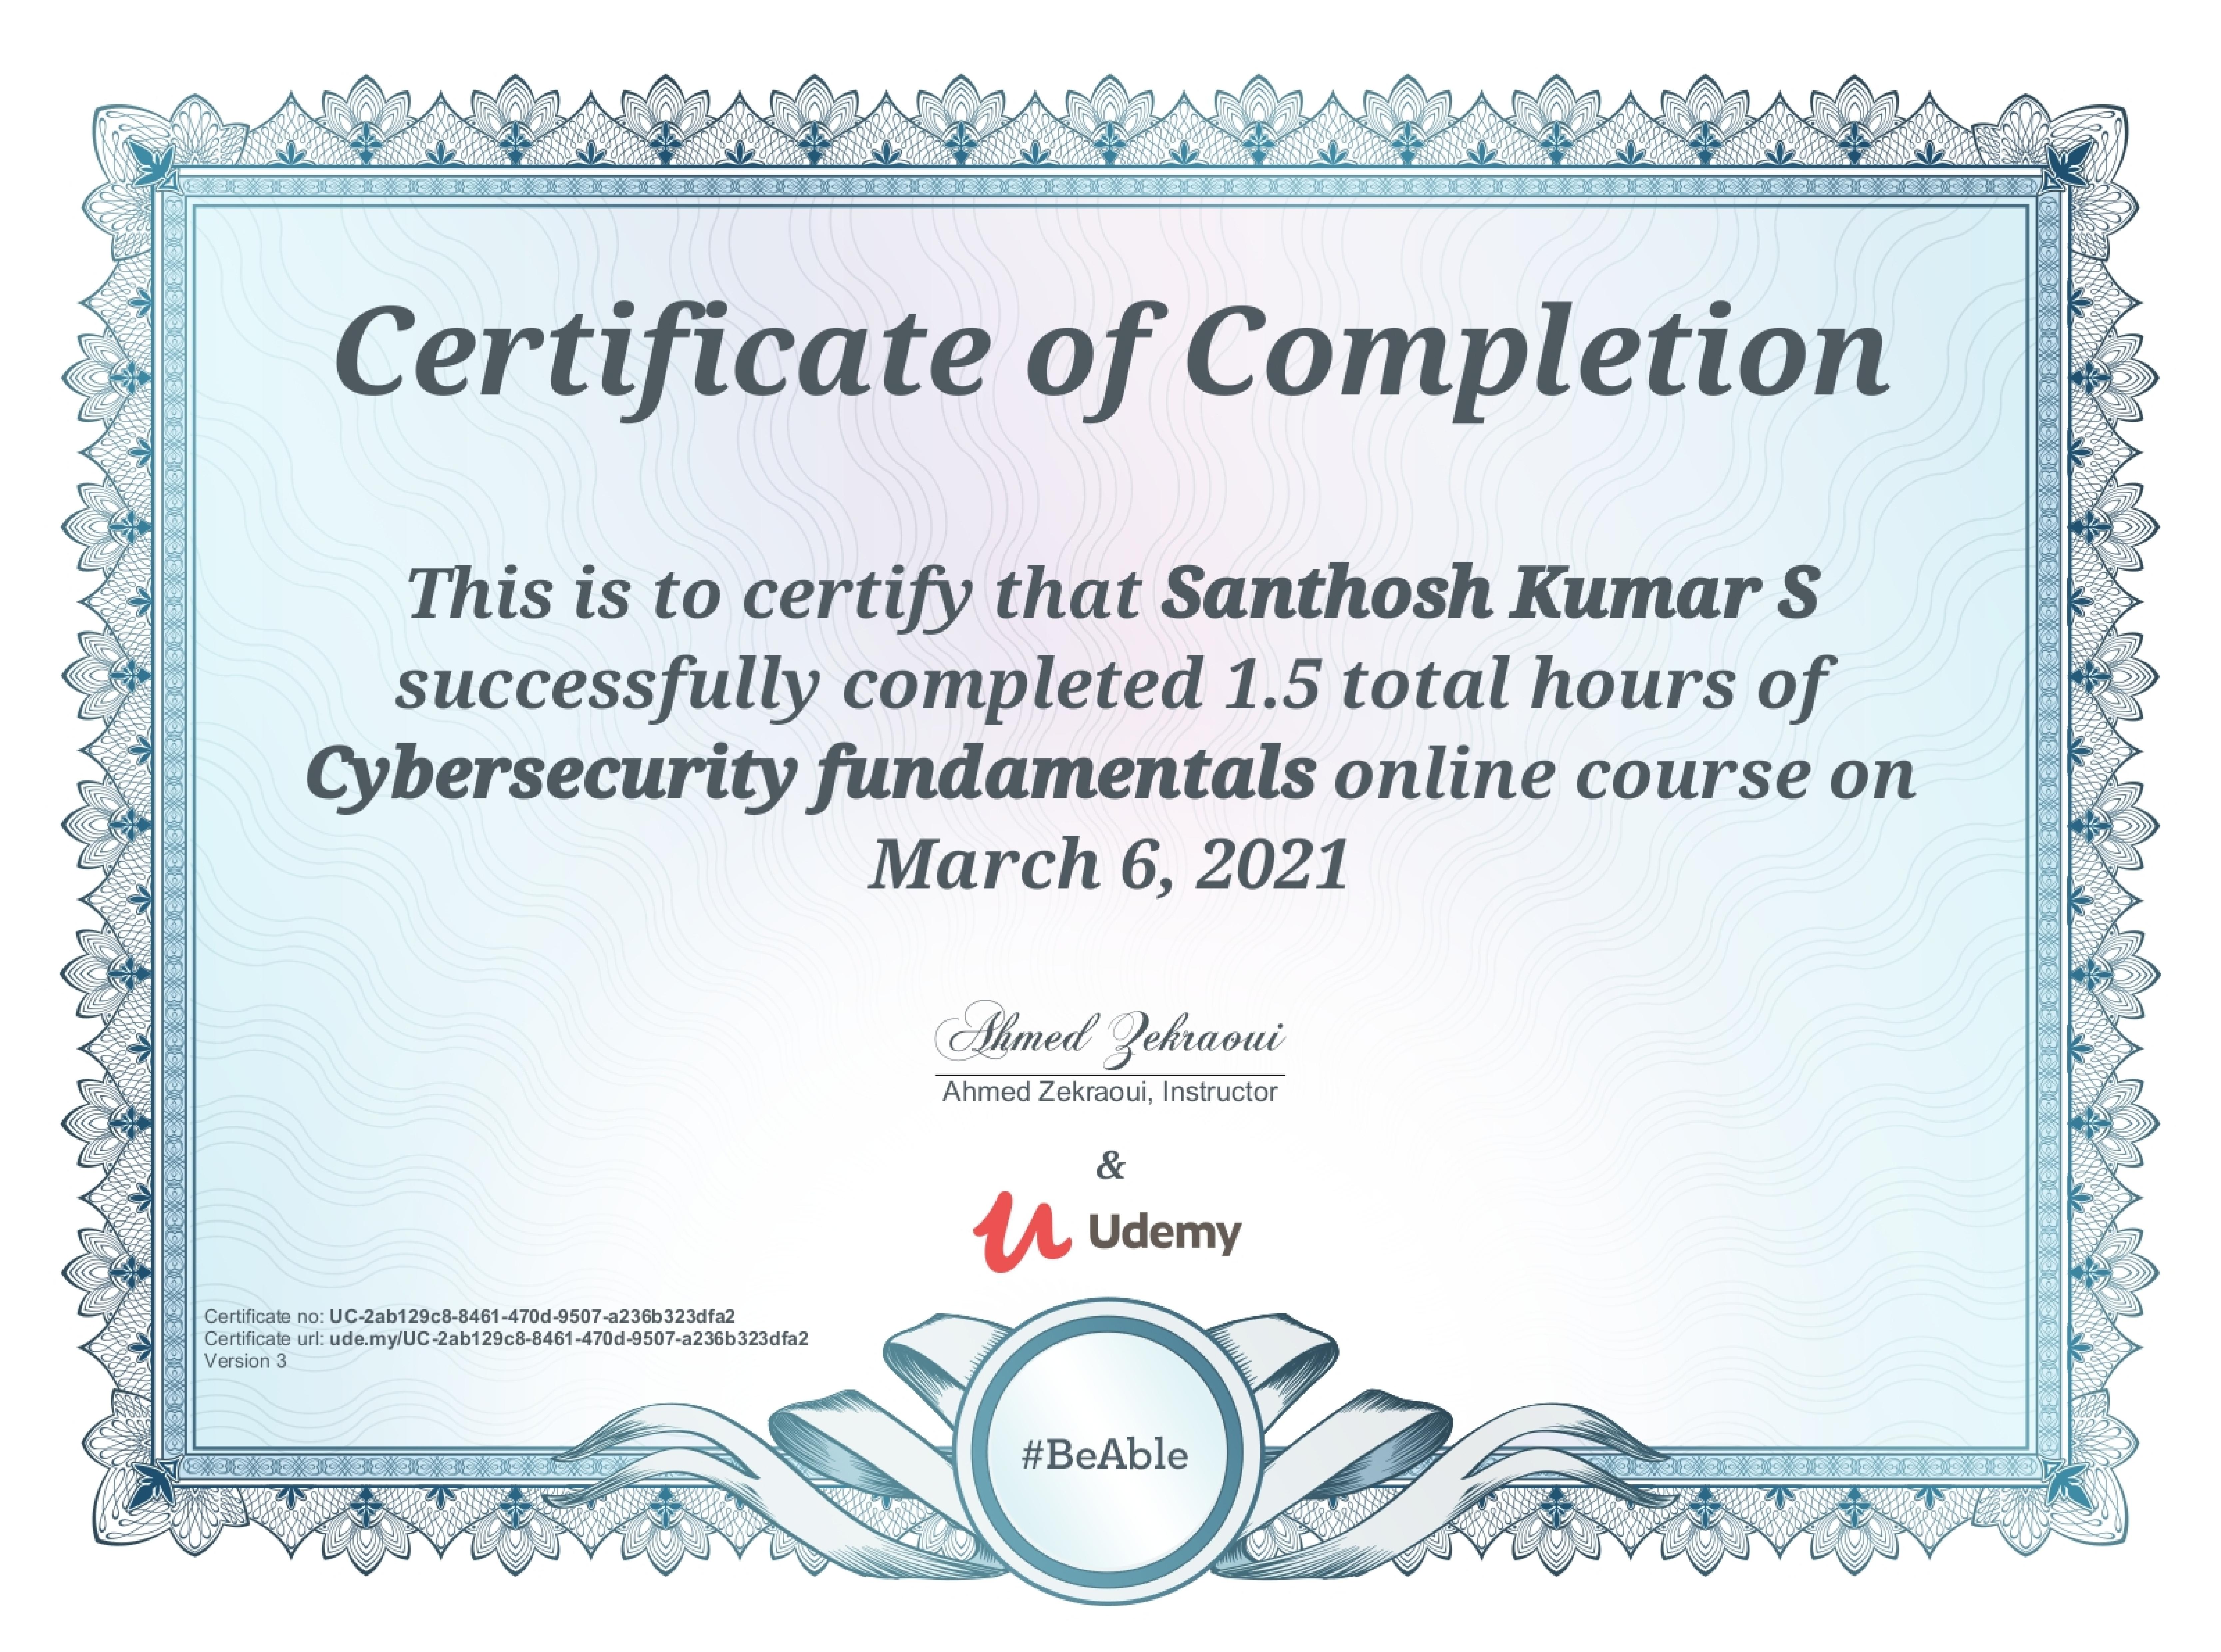 Certificate of Completion
This is to certify that Santhosh Kumar S
successfully completed 1.5 total hours of
Cybersecurity fundamentals online course on
March 6, 2021
Ahmed Zekraoui
Ahmed Zekraoui, Instructor
&
Udemy
Certificate no: UC-2ab129c8-8461-470d-9507-a236b323dfa2
Certificate url: ude.my/UC-2ab129c8-8461-470d-9507-a236b323dfa2
Version 3
#BeAble